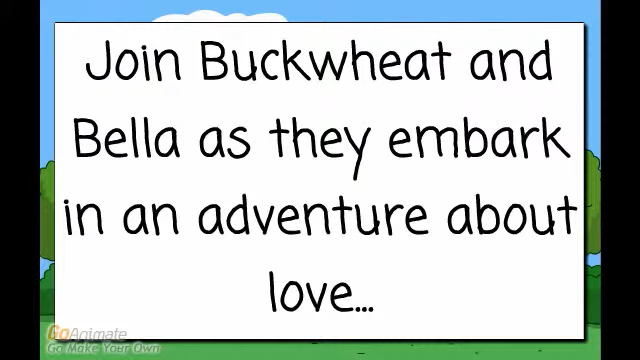 Join Buckwheat and
Bella as they embark
in an adventure about
love...
GoAnimate
Go Make Your Own